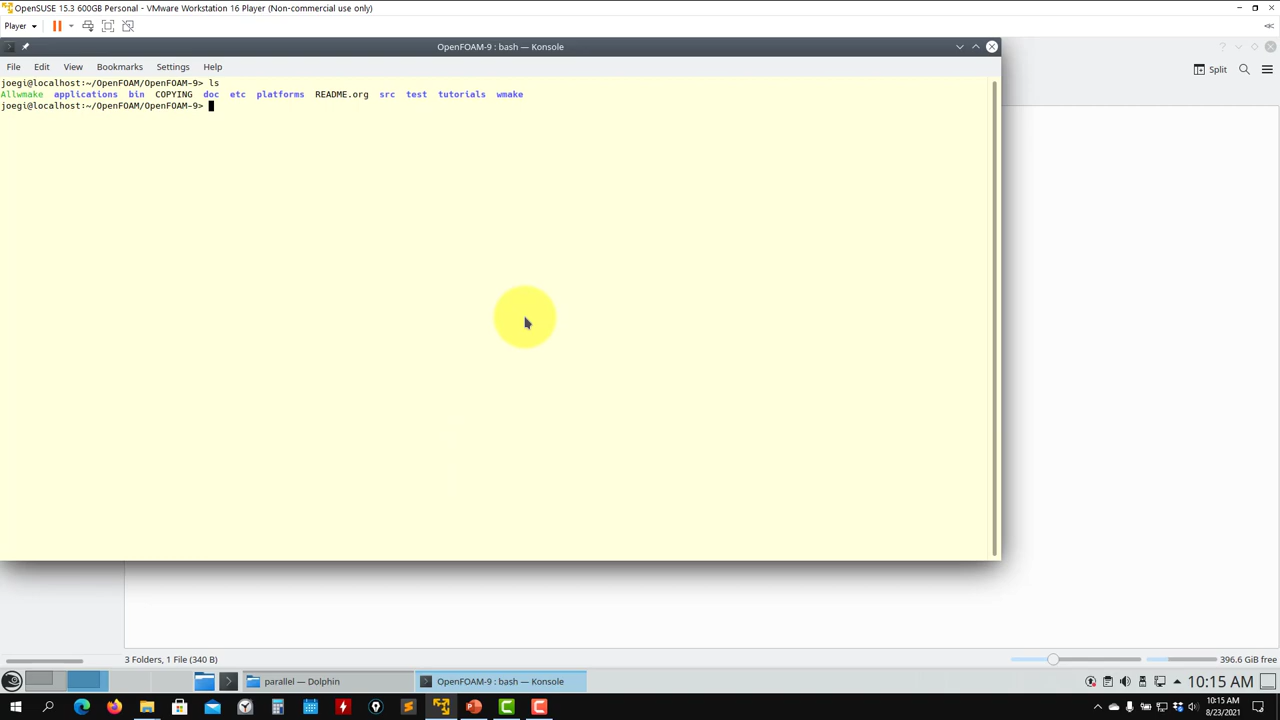 OpenSUSE 15.3 600GB Personal - VMware Workstation 16 Player (Non-commercial use only)
Player
OpenFOAM-9 : bash — Konsole
File Edit View Bookmarks Settings Help
Split
joegi@localhost:~/OpenFOAM/OpenFOAM-9> ls
Allwmake applications bin COPYING doc etc platforms README.org src test tutorials wmake
joegi@localhost:~/OpenFOAM/OpenFOAM-9>
3 Folders, 1 File (340 B)
396.6 GiB free
parallel — Dolphin
OpenFOAM-9 : bash — Konsole
10:15 AM
10:15 AM
8/23/2021